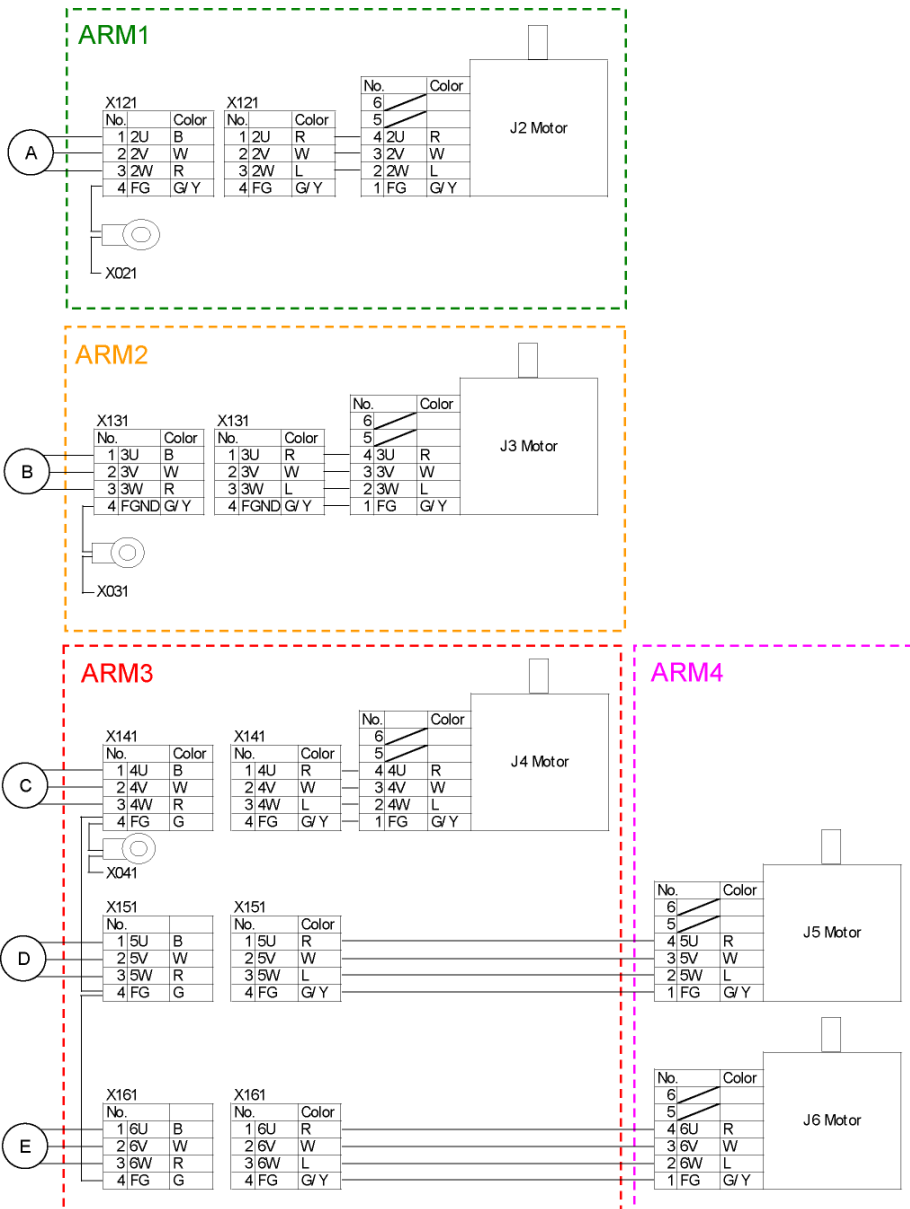 ARM1
No. Color
6
5
4 2U R
3 2V W
2 2W L
1 FG G/Y
J2 Motor
X121
No. Color
1 2U B
2 2V W
3 2W R
4 FG G/Y
X121
No. Color
1 2U R
2 2V W
3 2W L
4 FG G/Y
A
X021
ARM2
No. Color
6
5
4 3U R
3 3V W
2 3W L
1 FG G/Y
J3 Motor
X131
No. Color
1 3U B
2 3V W
3 3W R
4 FGND G/Y
X131
No. Color
1 3U R
2 3V W
3 3W L
4 FGND G/Y
B
X031
ARM3
ARM4
No. Color
6
5
4 4U R
3 4V W
2 4W L
1 FG G/Y
J4 Motor
X141
No. Color
1 4U B
2 4V W
3 4W R
4 FG G
X141
No. Color
1 4U R
2 4V W
3 4W L
4 FG G/Y
C
X041
X151
No.
1 5U B
2 5V W
3 5W R
4 FG G
X151
No. Color
1 5U R
2 5V W
3 5W L
4 FG G/Y
D
No. Color
6
5
4 5U R
3 5V W
2 5W L
1 FG G/Y
J5 Motor
X161
No.
1 6U B
2 6V W
3 6W R
4 FG G
X161
No. Color
1 6U R
2 6V W
3 6W L
4 FG G/Y
E
No. Color
6
5
4 6U R
3 6V W
2 6W L
1 FG G/Y
J6 Motor